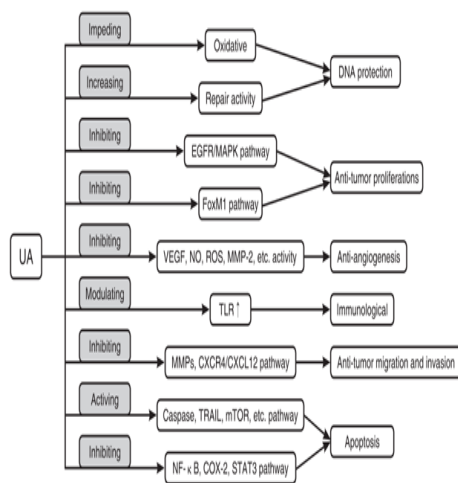 Impeding
Oxidative
DNA protection
Increasing
Repair activity
Inhibiting
EGFR/MAPK pathway
Anti-tumor proliferations
Inhibiting
FoxM1 pathway
UA
Inhibiting
VEGF, NO, ROS, MMP-2, etc. activity
Anti-angiogenesis
Modulating
TLR ↑
Immunological
Inhibiting
MMPs, CXCR4/CXCL12 pathway
Anti-tumor migration and invasion
Activing
Caspase, TRAIL, mTOR, etc. pathway
Apoptosis
Inhibiting
NF-κ B, COX-2, STAT3 pathway